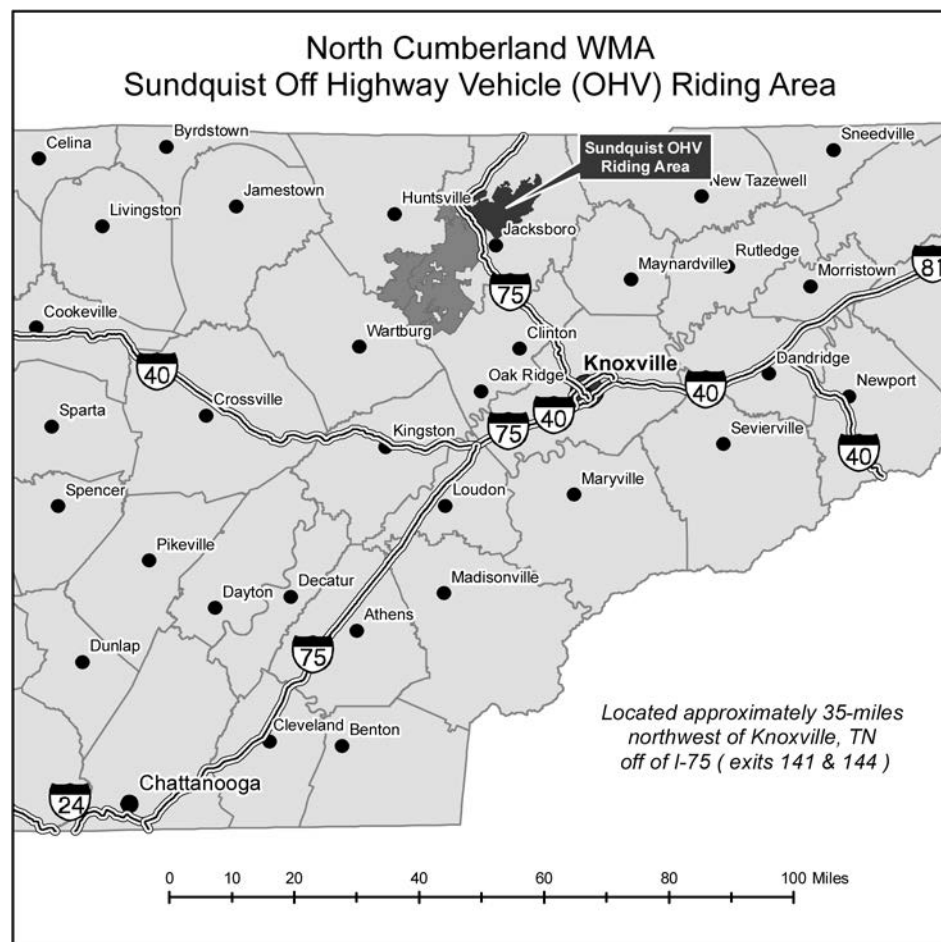 North Cumberland WMA
Sundquist Off Highway Vehicle (OHV) Riding Area
Celina
Byrdstown
Sneedville
Sundquist OHV
Riding Area
Livingston
Jamestown
Huntsville
New Tazewell
Jacksboro
Maynardville
Rutledge
Morristown
81
75
Cookeville
Wartburg
Clinton
Knoxville
Dandridge
40
Oak Ridge
40
Newport
Sparta
Crossville
75
40
Kingston
Sevierville
40
Spencer
Loudon
Maryville
Pikeville
Dayton
Decatur
Madisonville
Athens
Dunlap
75
Located approximately 35-miles
northwest of Knoxville, TN
off of I-75 ( exits 141 & 144 )
Cleveland
Benton
Chattanooga
24
0 10 20 40 60 80 100 Miles